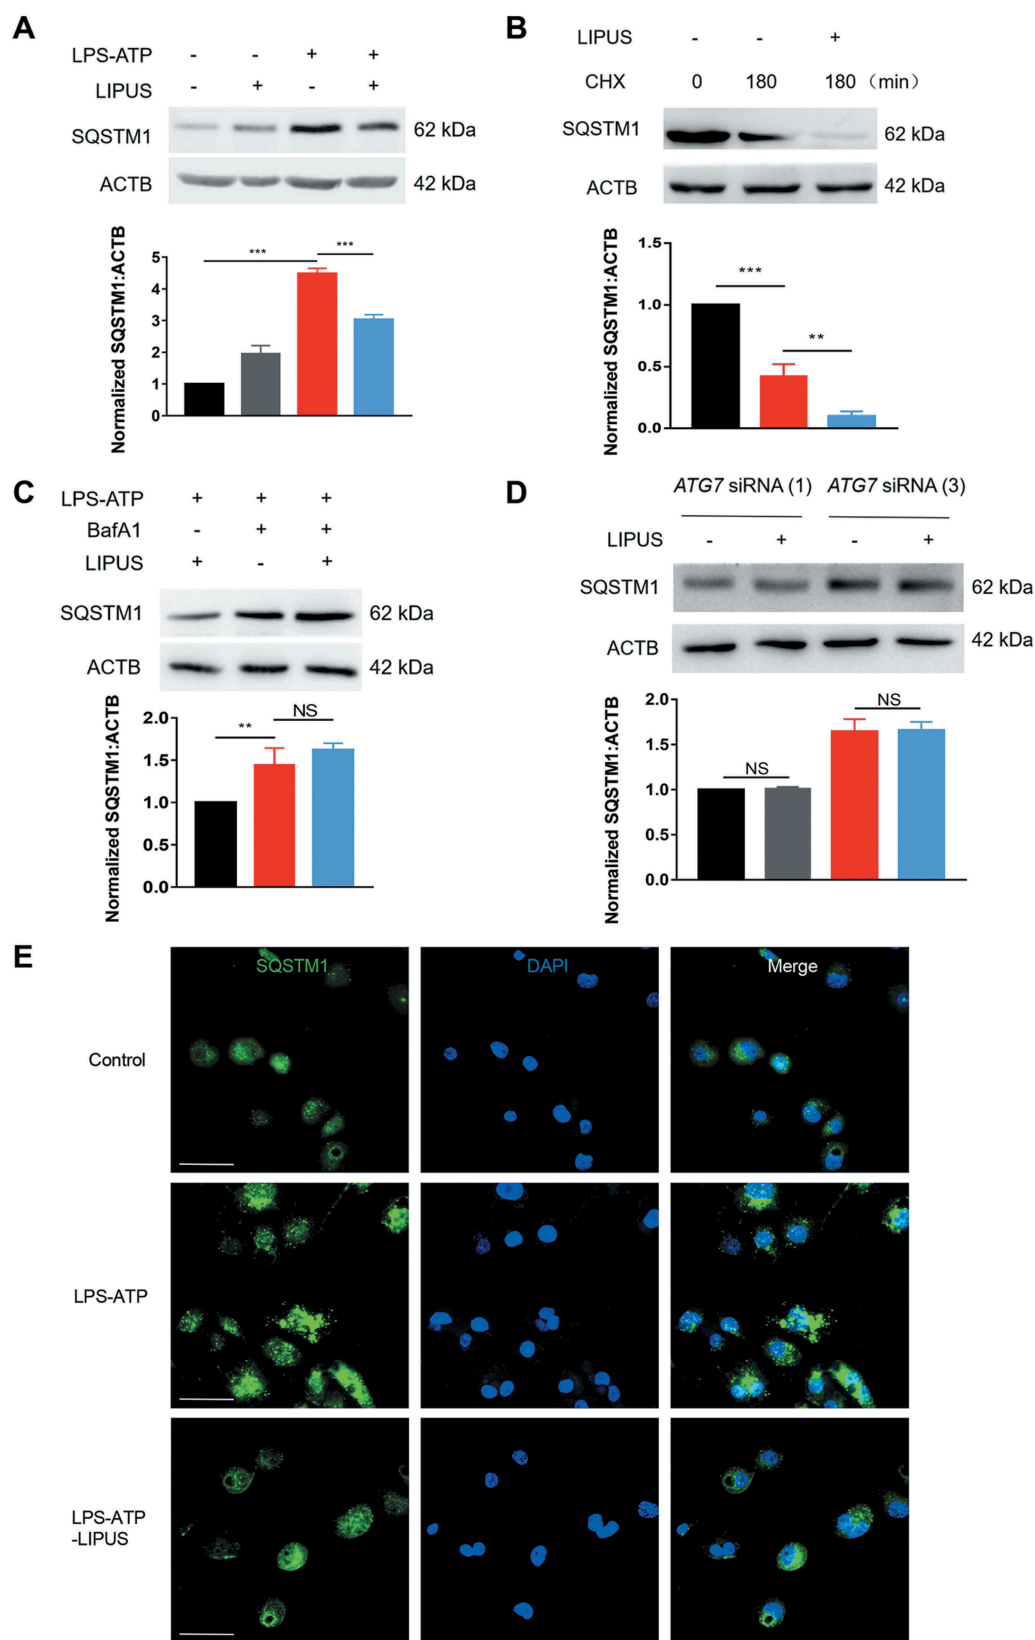 A
LPS-ATP - - + +
LIPUS - + - +
SQSTM1 62 kDa
ACTB 42 kDa
Normalized SQSTM1:ACTB
5
4
3
2
1
0
*** ***
B
LIPUS - - +
CHX 0 180 180 (min)
SQSTM1 62 kDa
ACTB 42 kDa
Normalized SQSTM1:ACTB
1.5
1.0
0.5
0.0
***
**
C
LPS-ATP + + +
BafA1 - + +
LIPUS + - +
SQSTM1 62 kDa
ACTB 42 kDa
Normalized SQSTM1:ACTB
2.0
1.5
1.0
0.5
0.0
** NS
D
ATG7 siRNA (1) ATG7 siRNA (3)
LIPUS - + - +
SQSTM1 62 kDa
ACTB 42 kDa
Normalized SQSTM1:ACTB
2.0
1.5
1.0
0.5
0.0
NS NS
E
SQSTM1 DAPI Merge
Control
LPS-ATP
LPS-ATP
-LIPUS